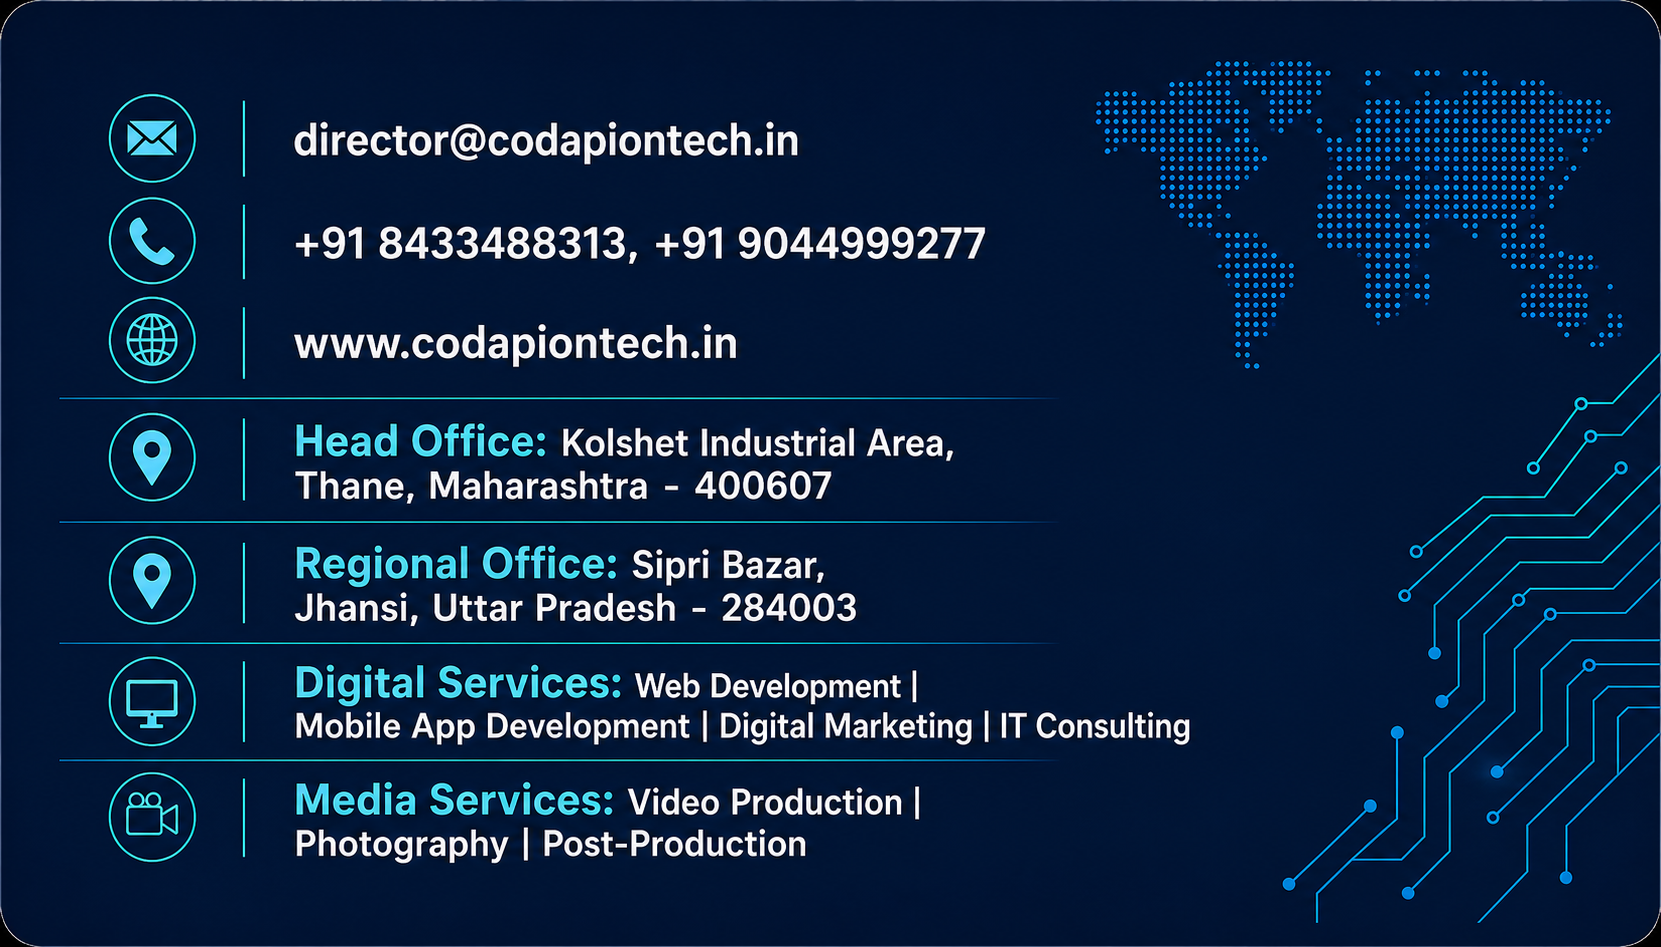 director@codapiontech.in
+91 8433488313, +91 9044999277
www.codapiontech.in
Head Office: Kolshet Industrial Area,
Thane, Maharashtra - 400607
Regional Office: Sipri Bazar,
Jhansi, Uttar Pradesh - 284003
Digital Services: Web Development |
Mobile App Development | Digital Marketing | IT Consulting
Media Services: Video Production |
Photography | Post-Production